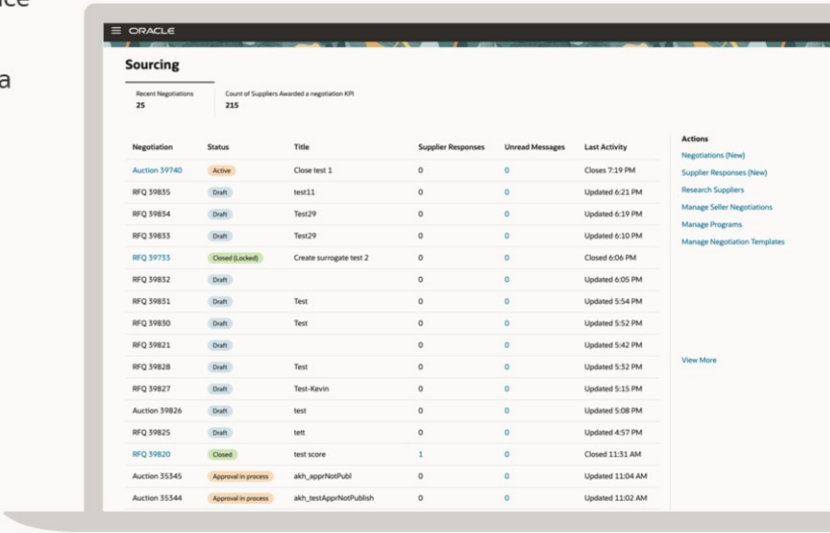 a
ORACLE
Sourcing
Recent Negotiations Count of Suppliers Awarded a negotiation KPI
25 215
Negotiation Status Title Supplier Responses Unread Messages Last Activity
Auction 39740 Active Close test 1 0 0 Closes 7:19 PM
RFQ 39835 Draft test11 0 0 Updated 6:21 PM
RFQ 39834 Draft Test29 0 0 Updated 6:19 PM
RFQ 39833 Draft Test29 0 0 Updated 6:10 PM
RFQ 39733 Closed (Locked) Create surrogate test 2 0 0 Closed 6:06 PM
RFQ 39832 Draft 0 0 Updated 6:05 PM
RFQ 39831 Draft Test 0 0 Updated 5:54 PM
RFQ 39830 Draft Test 0 0 Updated 5:52 PM
RFQ 39821 Draft 0 0 Updated 5:42 PM
RFQ 39828 Draft Test 0 0 Updated 5:32 PM
RFQ 39827 Draft Test-Kevin 0 0 Updated 5:15 PM
Auction 39826 Draft test 0 0 Updated 5:08 PM
RFQ 39825 Draft tett 0 0 Updated 4:57 PM
RFQ 39820 Closed test score 1 0 Closed 11:31 AM
Auction 35345 Approval in process akh_apprNotPubl 0 0 Updated 11:04 AM
Auction 35344 Approval in process akh_testApprNotPublish 0 0 Updated 11:02 AM
Actions
Negotiations (New)
Supplier Responses (New)
Research Suppliers
Manage Seller Negotiations
Manage Programs
Manage Negotiation Templates
View More